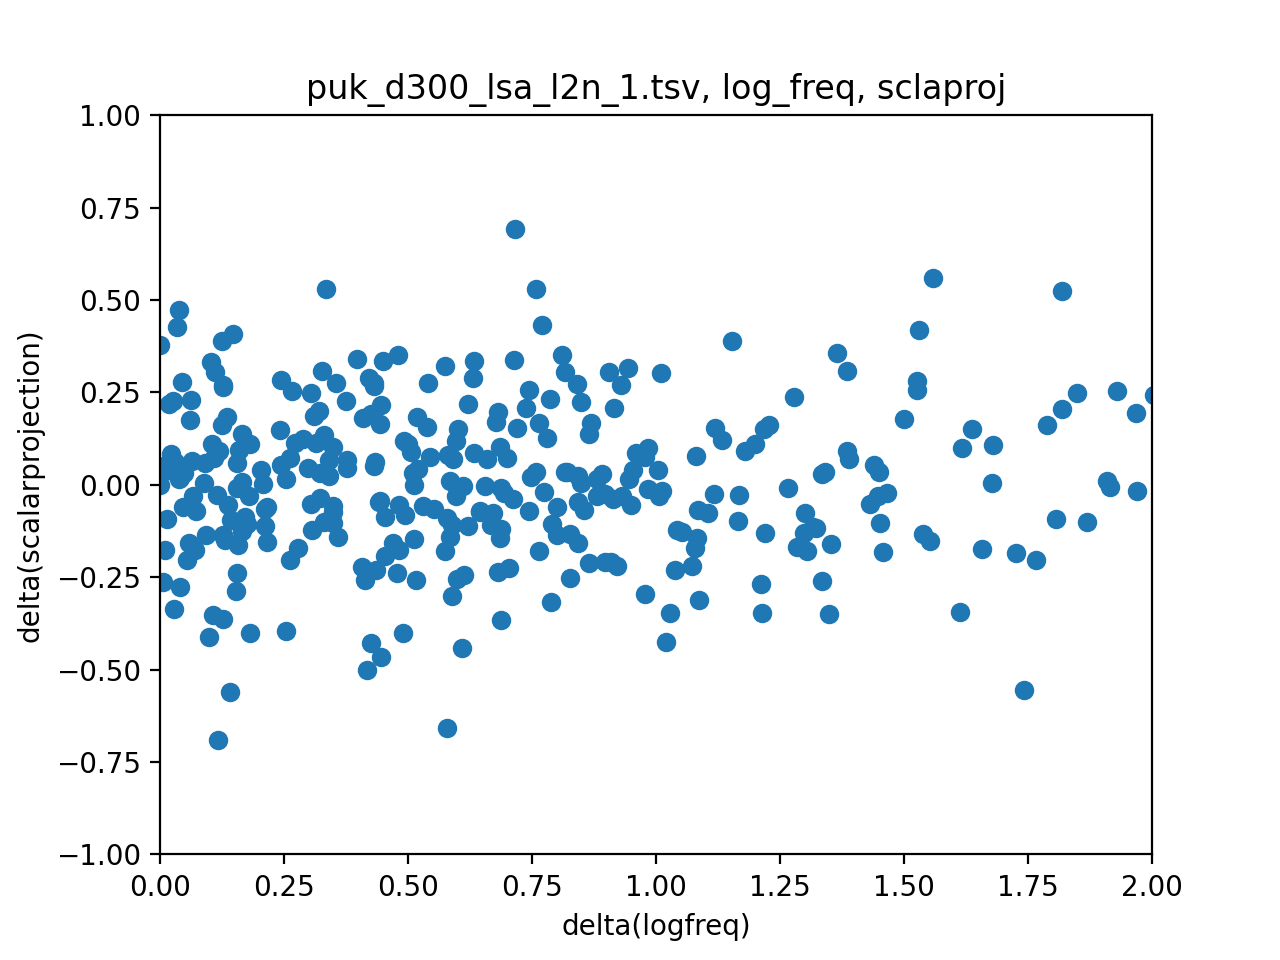 puk_d300_lsa_l2n_1.tsv, log_freq, sclaproj
1.00
0.75
0.50
0.25
0.00
−0.25
−0.50
−0.75
−1.00
delta(scalarprojection)
0.00 0.25 0.50 0.75 1.00 1.25 1.50 1.75 2.00
delta(logfreq)